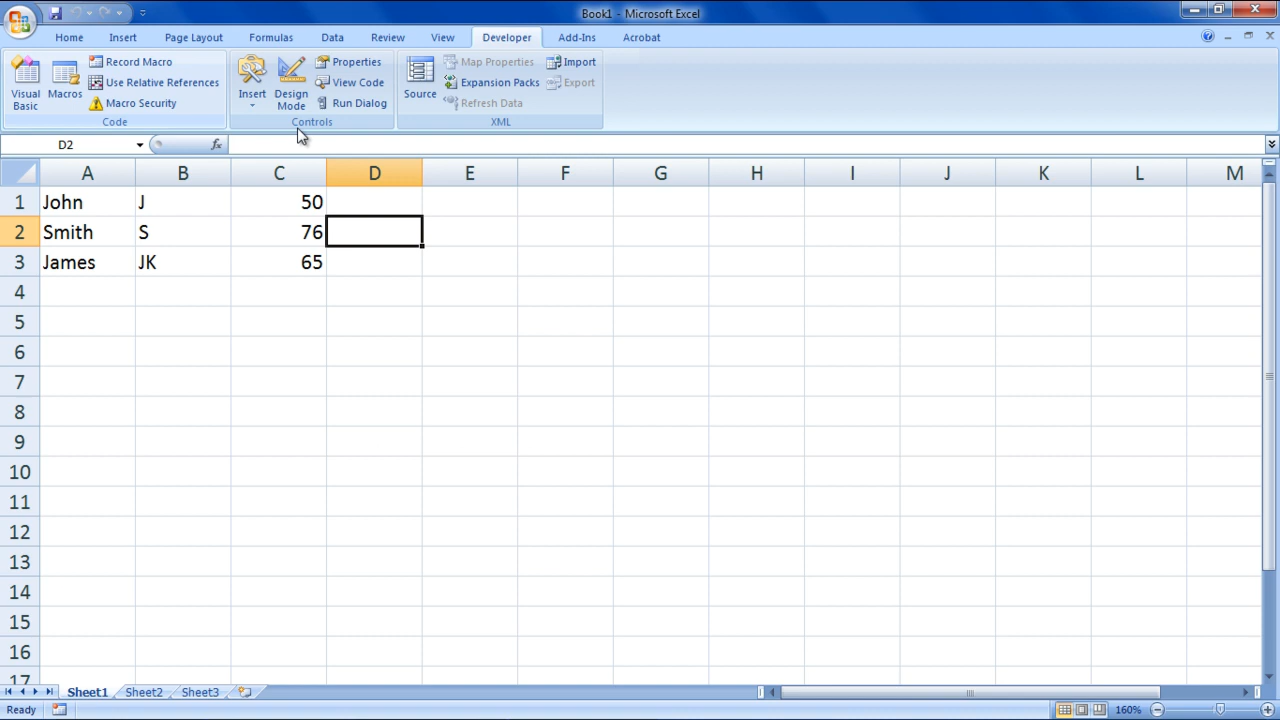 Book1 - Microsoft Excel
Home Insert Page Layout Formulas Data Review View Developer Add-Ins Acrobat
Visual Basic
Macros
Record Macro
Use Relative References
Macro Security
Code
Insert
Design Mode
Properties
View Code
Run Dialog
Controls
Source
Map Properties
Expansion Packs
Refresh Data
Import
Export
XML
D2 fx
A B C D E F G H I J K L M
1 John J 50
2 Smith S 76
3 James JK 65
4
5
6
7
8
9
10
11
12
13
14
15
16
17
Sheet1 Sheet2 Sheet3
Ready 160%